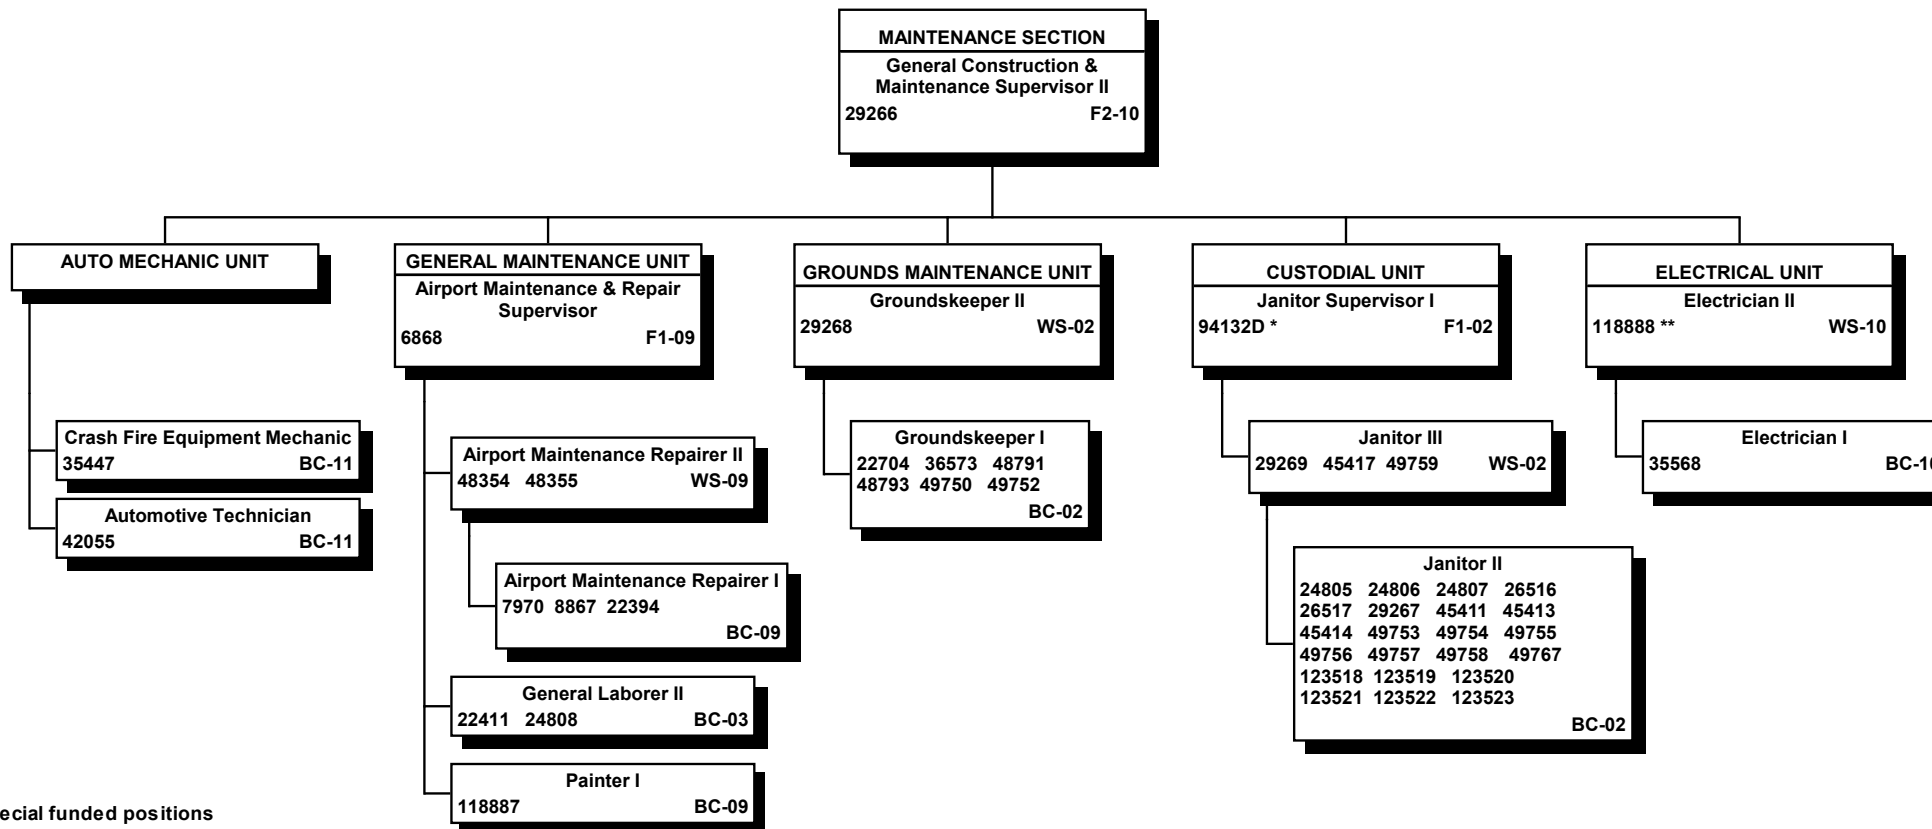 MAINTENANCE SECTION
General Construction &
Maintenance Supervisor II
29266 F2-10
AUTO MECHANIC UNIT
Crash Fire Equipment Mechanic
35447 BC-11
Automotive Technician
42055 BC-11
GENERAL MAINTENANCE UNIT
Airport Maintenance & Repair
Supervisor
6868 F1-09
Airport Maintenance Repairer II
48354 48355 WS-09
Airport Maintenance Repairer I
7970 8867 22394
BC-09
General Laborer II
22411 24808 BC-03
Painter I
118887 BC-09
GROUNDS MAINTENANCE UNIT
Groundskeeper II
29268 WS-02
Groundskeeper I
22704 36573 48791
48793 49750 49752
BC-02
CUSTODIAL UNIT
Janitor Supervisor I
94132D * F1-02
Janitor III
29269 45417 49759 WS-02
Janitor II
24805 24806 24807 26516
26517 29267 45411 45413
45414 49753 49754 49755
49756 49757 49758 49767
123518 123519 123520
123521 123522 123523
BC-02
ELECTRICAL UNIT
Electrician II
118888 ** WS-10
Electrician I
35568
funded positions